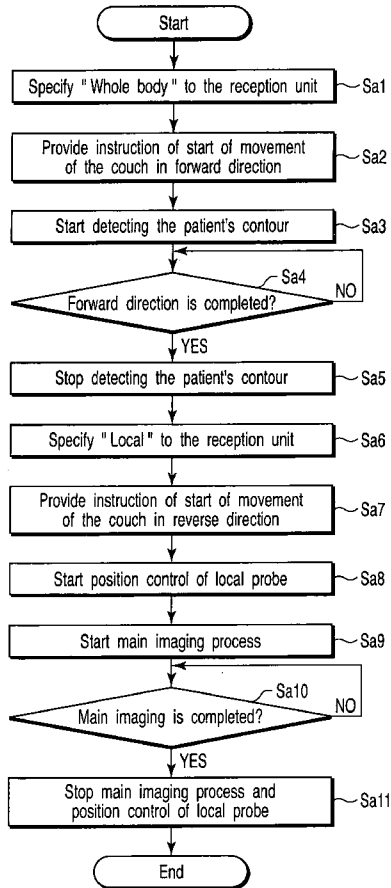 Start
Specify "Whole body" to the reception unit
Sa1
Provide instruction of start of movement
of the couch in forward direction
Sa2
Start detecting the patient's contour
Sa3
Sa4
Forward direction is completed?
NO
YES
Stop detecting the patient's contour
Sa5
Specify "Local" to the reception unit
Sa6
Provide instruction of start of movement
of the couch in reverse direction
Sa7
Start position control of local probe
Sa8
Start main imaging process
Sa9
Sa10
Main imaging is completed?
NO
YES
Stop main imaging process and
position control of local probe
Sa11
End